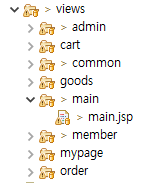 > views
> admin
cart
> common
goods
> main
> main.jsp
> member
mypage
order